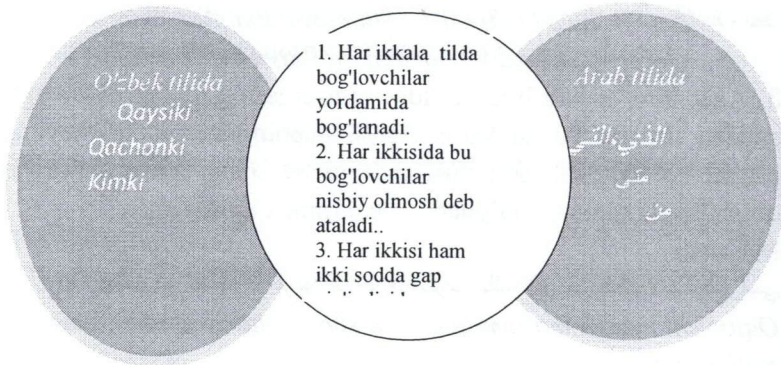 O'zbek tilida
Qaysiki
Qachonki
Kimki
1. Har ikkala tilda
bog'lovchilar
yordamida
bog'lanadi.
2. Har ikkisida bu
bog'lovchilar
nisbiy olmosh deb
ataladi..
3. Har ikkisi ham
ikki sodda gap
Arab tilida
الذي،التي
متى
من